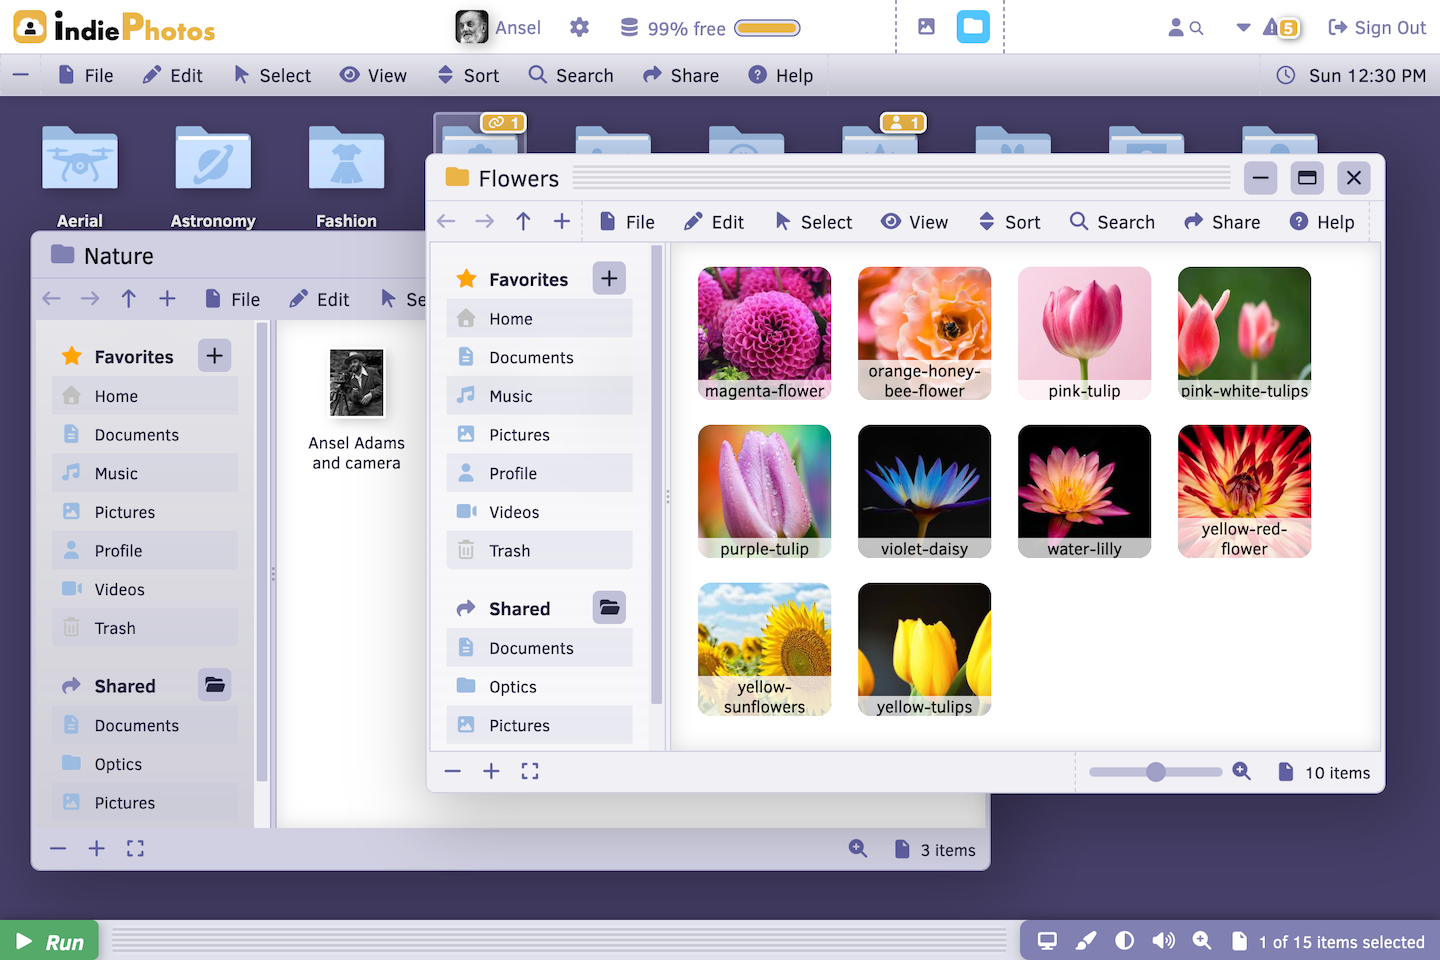 indiePhotos
Ansel
99% free
5
Sign Out
File
Edit
Select
View
Sort
Search
Share
Help
Sun 12:30 PM
1
1
Aerial
Astronomy
Fashion
Nature
File
Edit
Se
Favorites
Home
Documents
Music
Pictures
Profile
Videos
Trash
Shared
Documents
Optics
Pictures
Ansel Adams
and camera
3 items
Flowers
File
Edit
Select
View
Sort
Search
Share
Help
Favorites
Home
Documents
Music
Pictures
Profile
Videos
Trash
Shared
Documents
Optics
Pictures
magenta-flower
orange-honey-
bee-flower
pink-tulip
pink-white-tulips
purple-tulip
violet-daisy
water-lilly
yellow-red-
flower
yellow-
sunflowers
yellow-tulips
10 items
Run
1 of 15 items selected